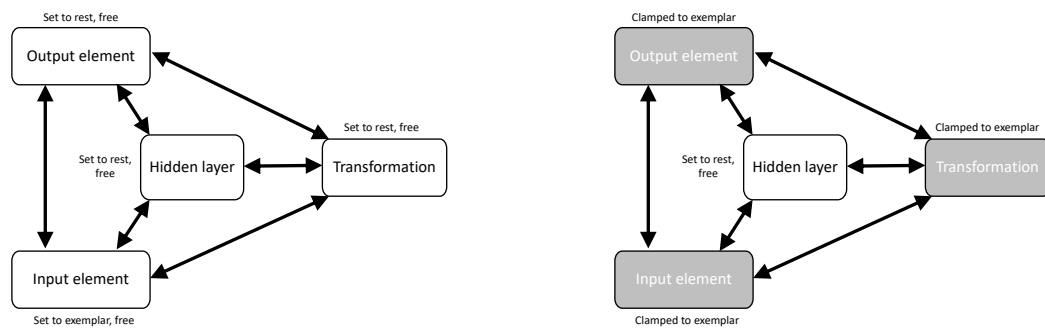 Set to rest, free
Output element
Set to rest, free
Set to rest,
free
Hidden layer
Transformation
Input element
Set to exemplar, free
Clamped to exemplar
Output element
Clamped to exemplar
Set to rest,
free
Hidden layer
Transformation
Input element
Clamped to exemplar